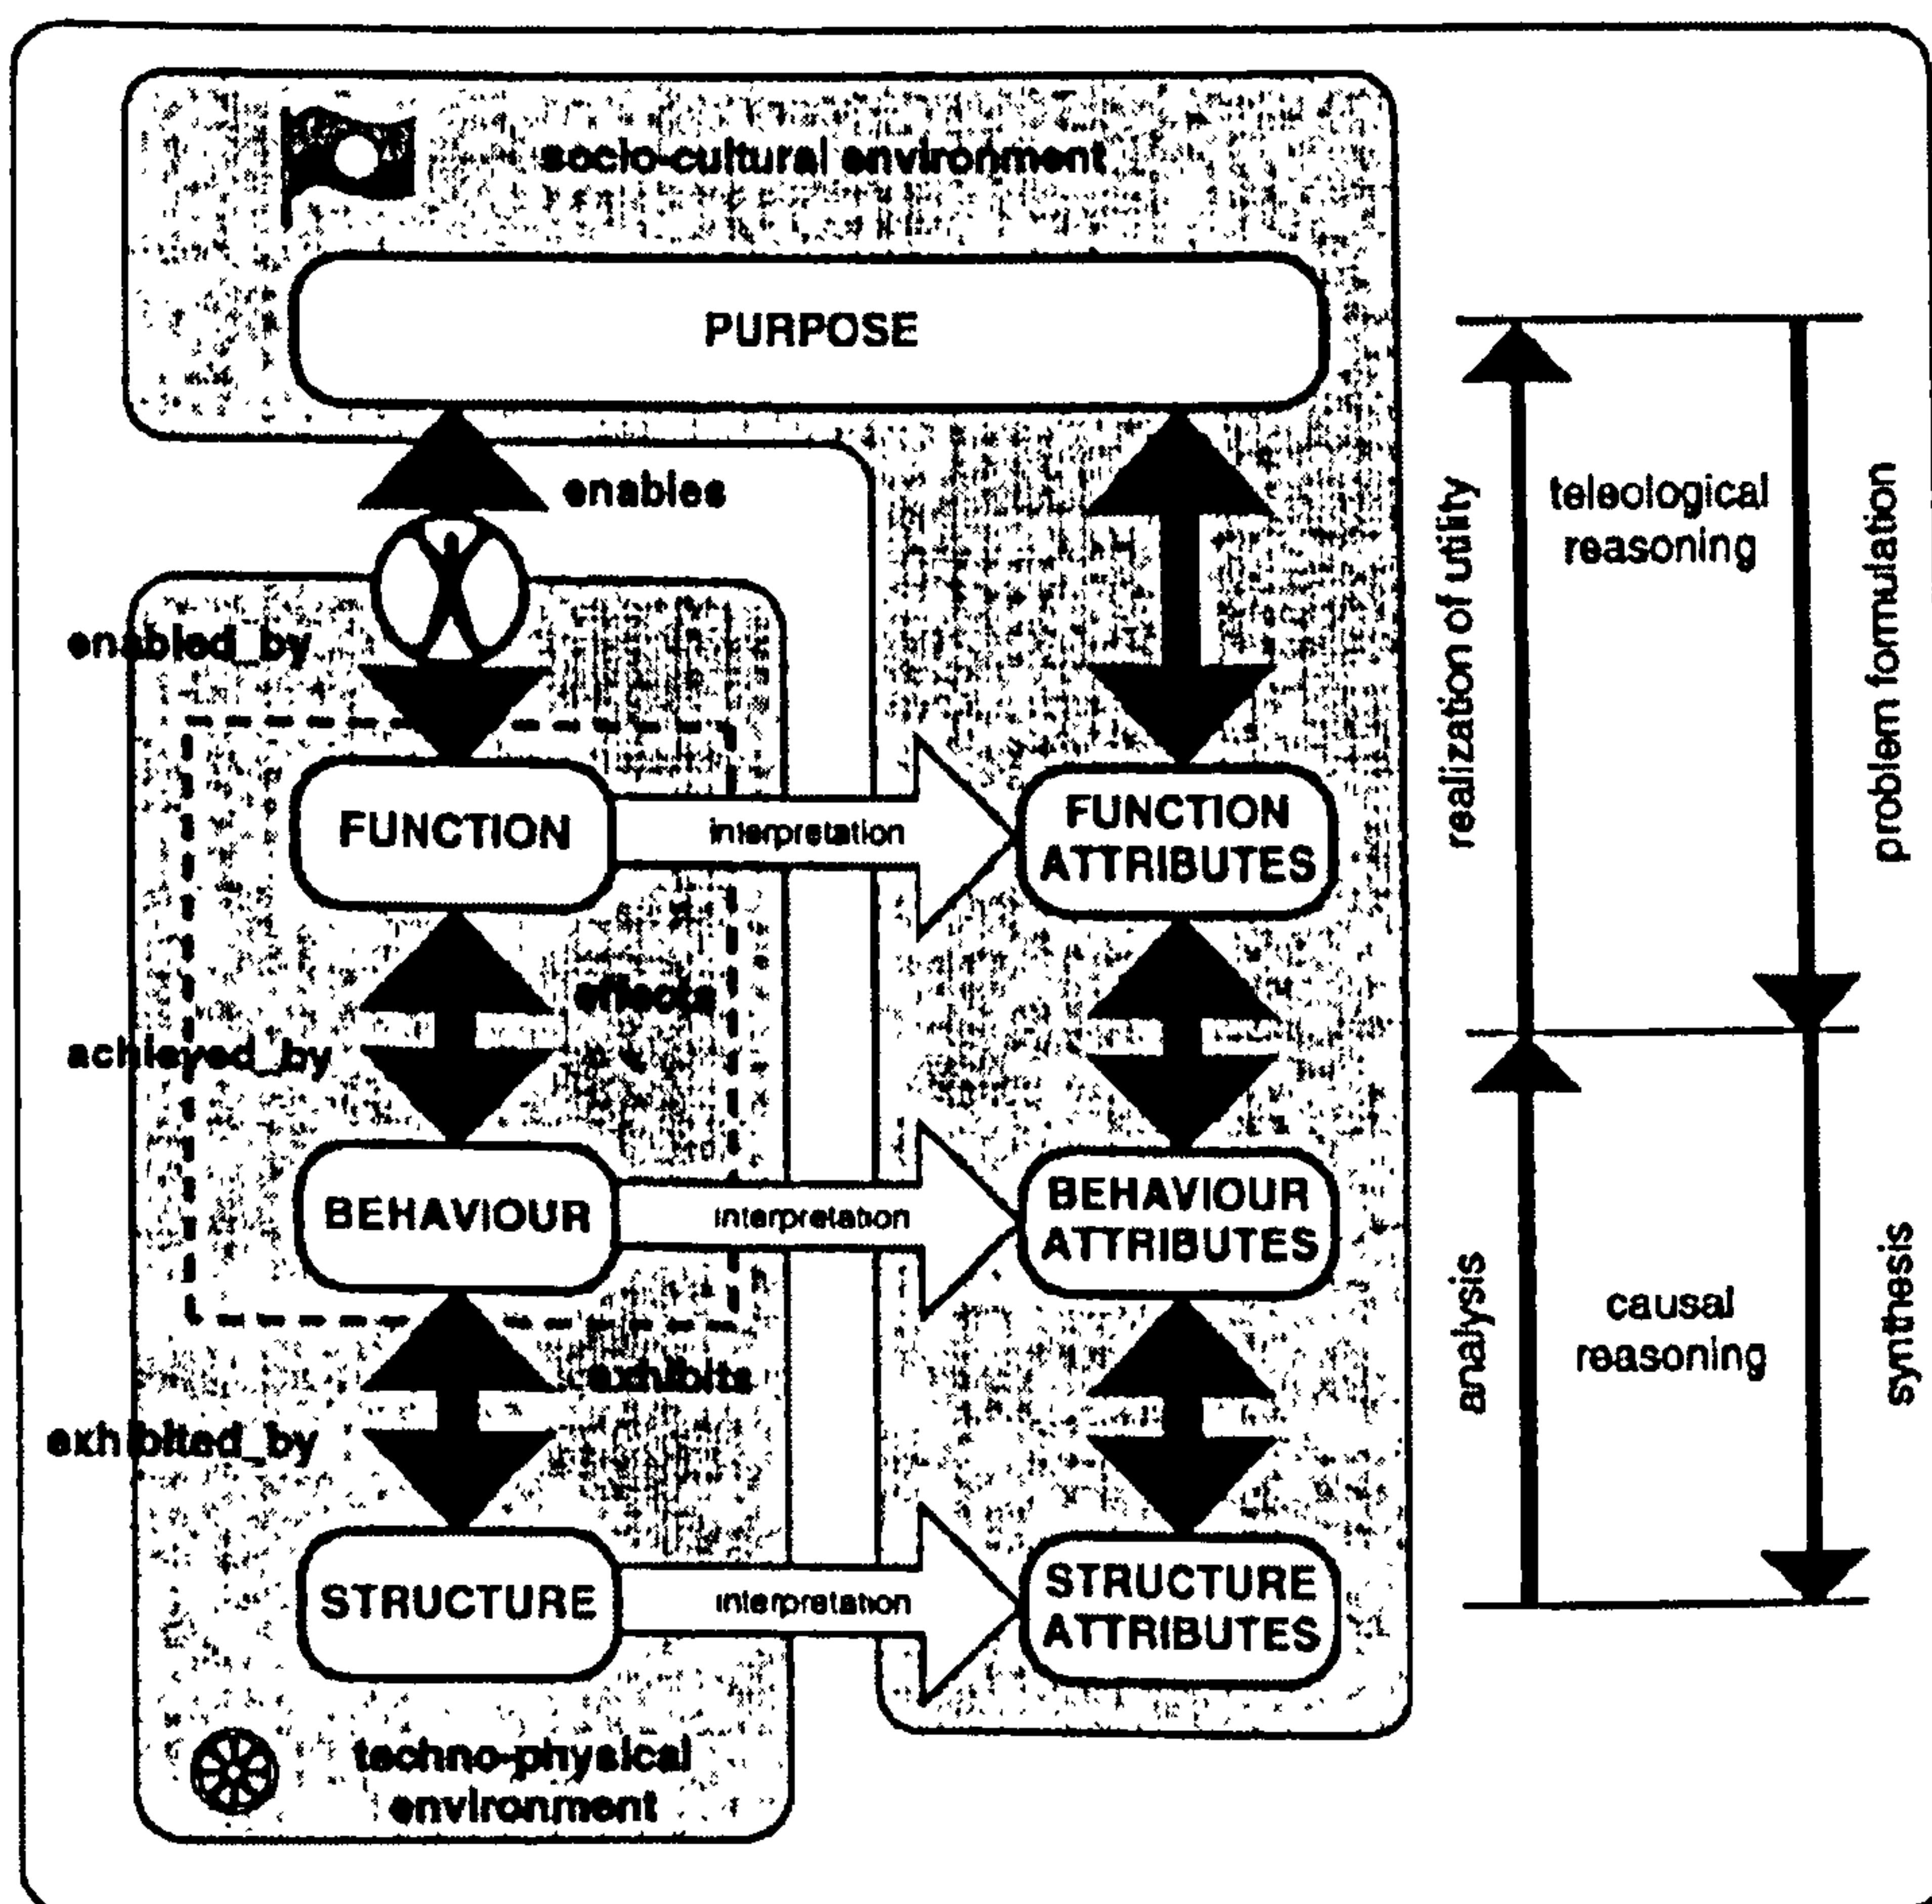 socio-cultural environment
PURPOSE
enables
enabled_by
FUNCTION
interpretation
FUNCTION
ATTRIBUTES
effects
achieved_by
BEHAVIOUR
interpretation
BEHAVIOUR
ATTRIBUTES
exhibits
exhibited_by
STRUCTURE
interpretation
STRUCTURE
ATTRIBUTES
techno-physical
environment
realization of utility
teleological
reasoning
problem fomulation
analysis
causal
reasoning
synthesis